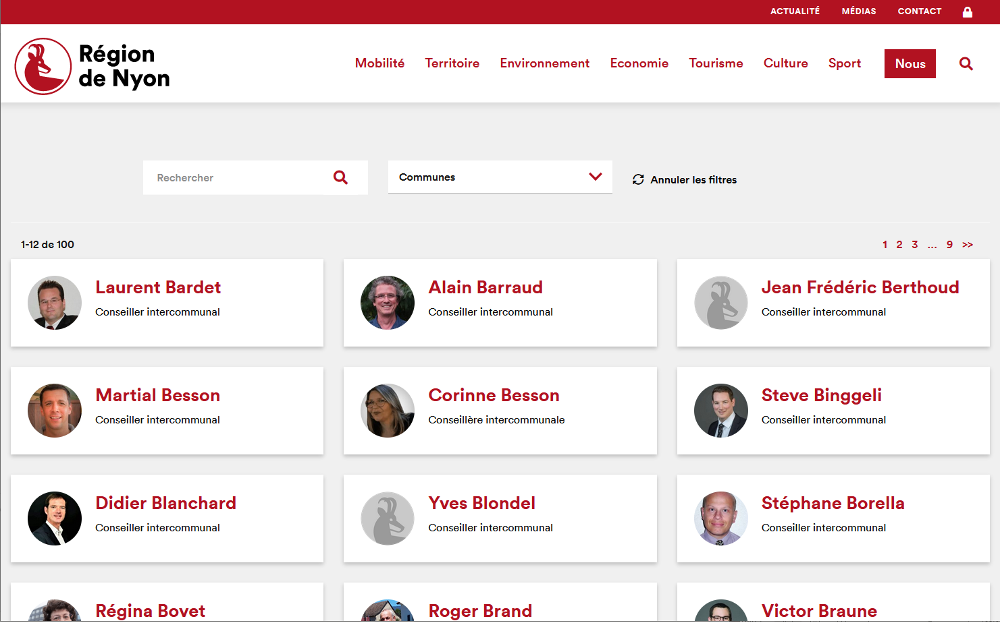 ACTUALITÉ MÉDIAS CONTACT
Région
de Nyon
Mobilité Territoire Environnement Economie Tourisme Culture Sport Nous
Rechercher
Communes
Annuler les filtres
1-12 de 100
1 2 3 ... 9 >>
Laurent Bardet
Conseiller intercommunal
Alain Barraud
Conseiller intercommunal
Jean Frédéric Berthoud
Conseiller intercommunal
Martial Besson
Conseiller intercommunal
Corinne Besson
Conseillère intercommunale
Steve Binggeli
Conseiller intercommunal
Didier Blanchard
Conseiller intercommunal
Yves Blondel
Conseiller intercommunal
Stéphane Borella
Conseiller intercommunal
Régina Bovet
Roger Brand
Victor Braune